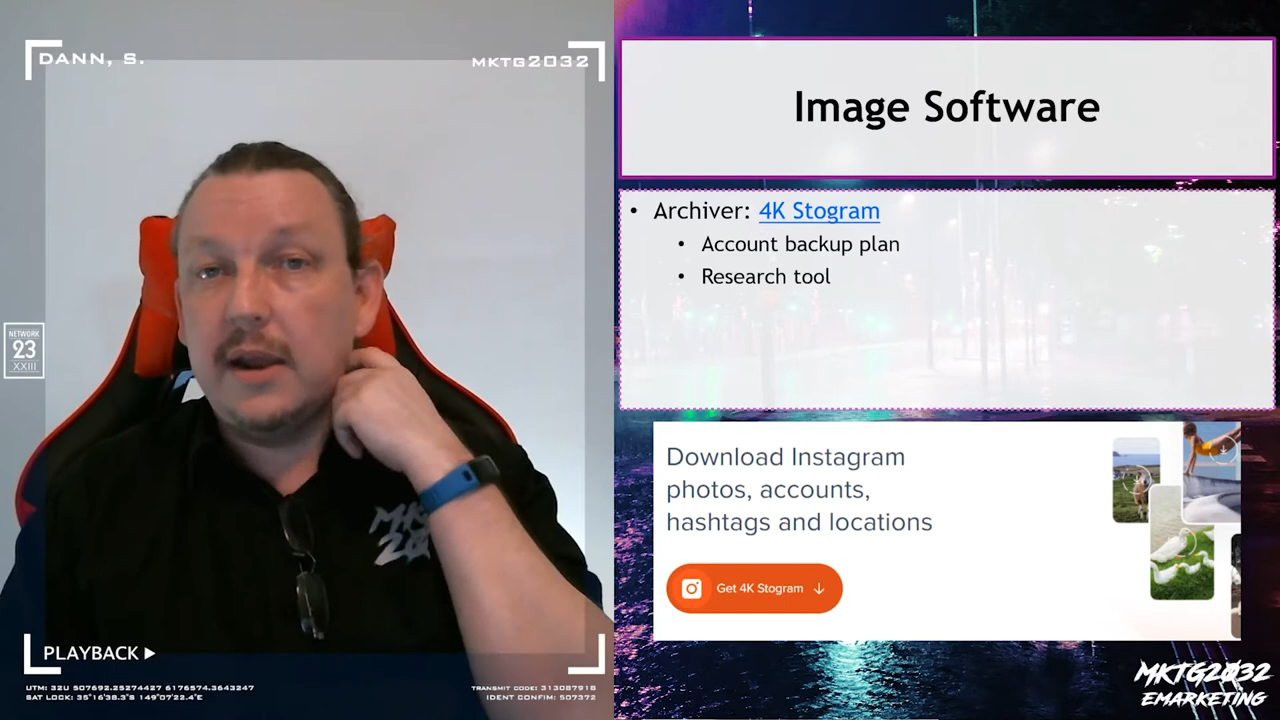 DANN, S.
MKTG2032
NETWORK
23
XXIII
PLAYBACK
UTM: 32U 507692.25274427 6176574.3643247
SAT LOCK: 35°16'38.3"S 149°07'22.4"E
TRANSMIT CODE: 313087918
IDENT CONFIM: 507372
Image Software
• Archiver: 4K Stogram
• Account backup plan
• Research tool
Download Instagram
photos, accounts,
hashtags and locations
Get 4K Stogram
MKTG2032
EMARKETING